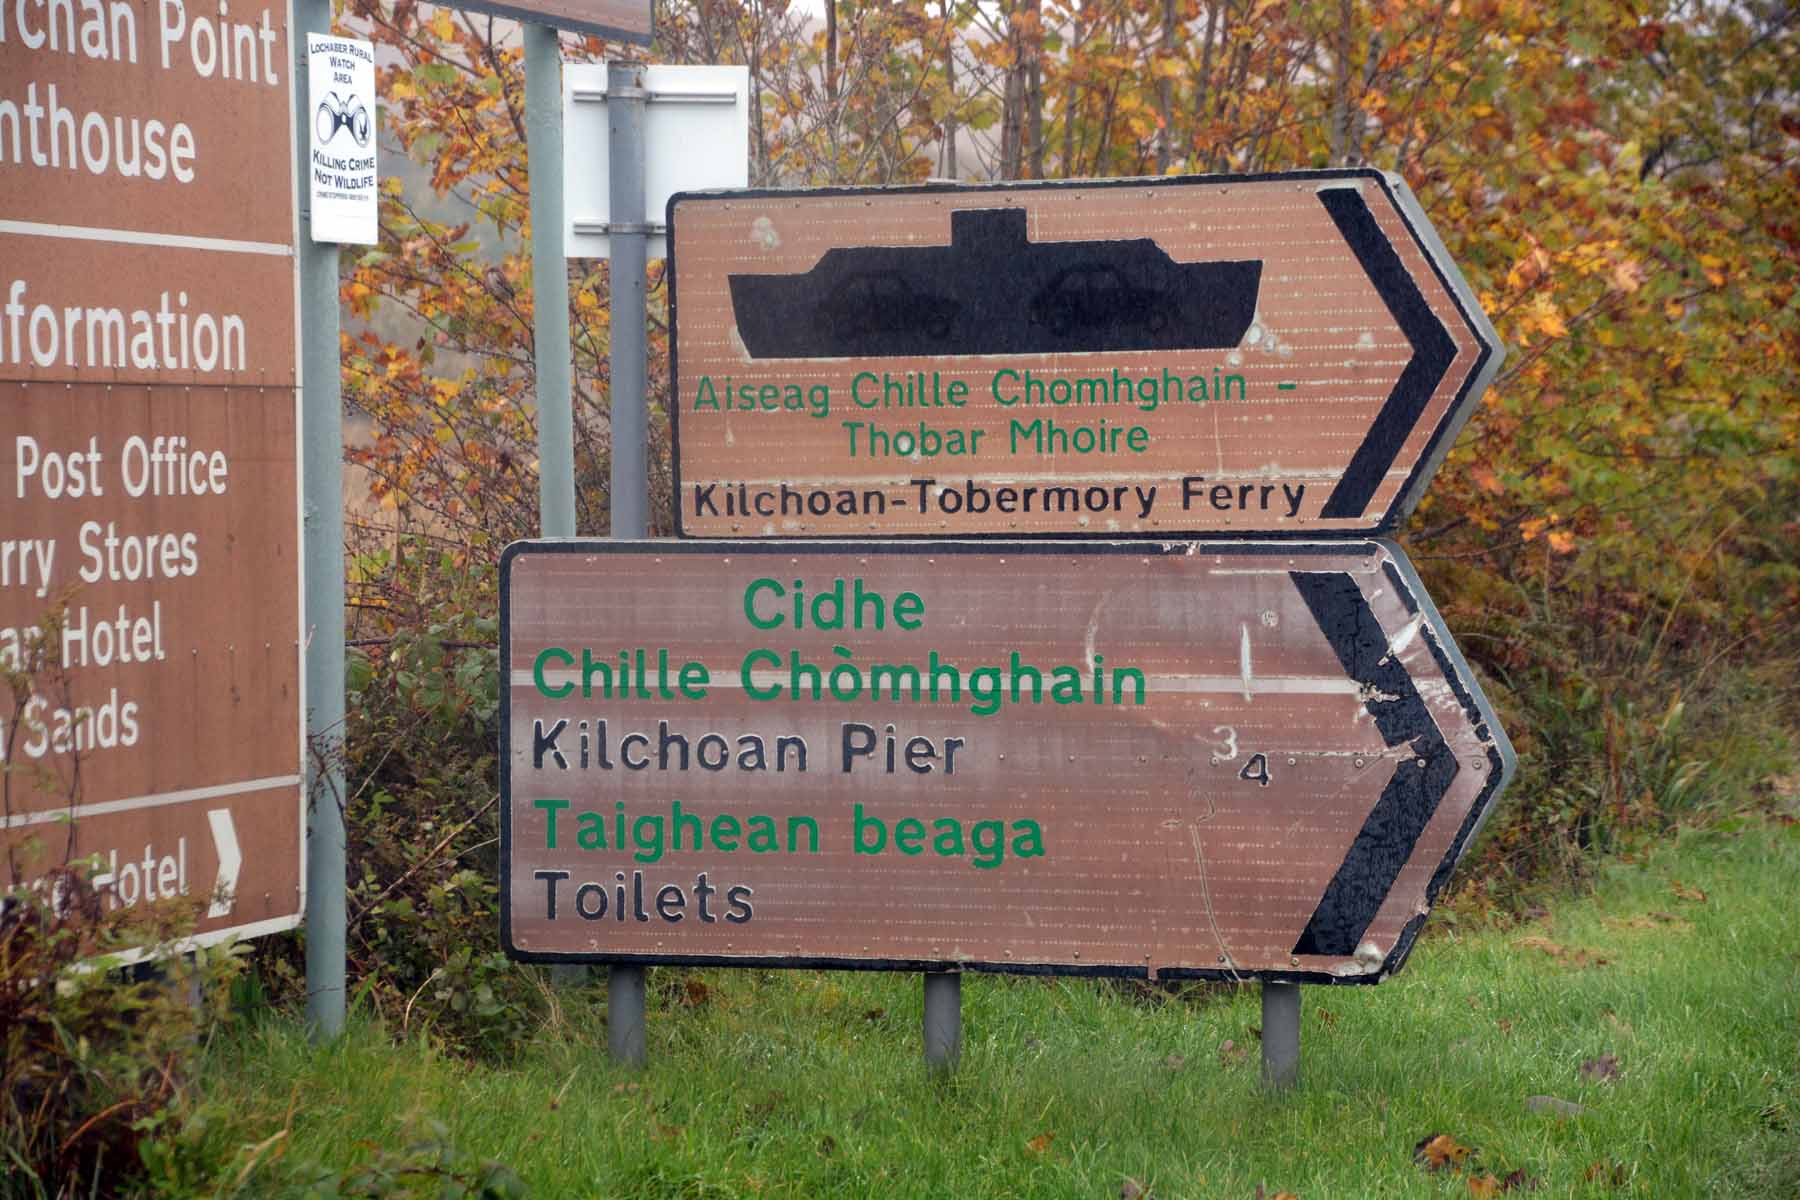 Point
LOCHABER RURAL
WATCH
AREA
KILLING CRIME
NOT WILDLIFE
Post Office
Stores
Hotel
Sands
Hotel
Aiseag Chille Chomhghain -
Thobar Mhoire
Kilchoan-Tobermory Ferry
Cidhe
Chille Chòmhghain
Kilchoan Pier
3/4
Taighean beaga
Toilets